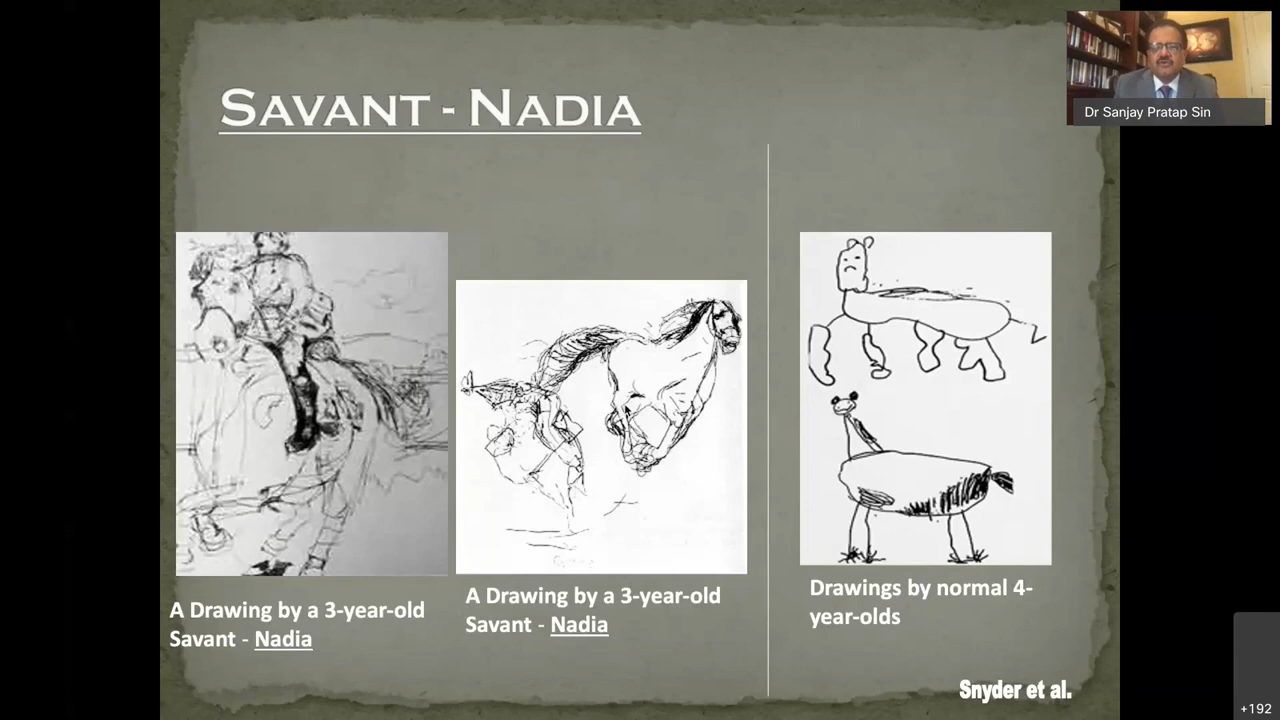 SAVANT - NADIA
Dr Sanjay Pratap Sin
A Drawing by a 3-year-old
Savant - Nadia
A Drawing by a 3-year-old
Savant - Nadia
Drawings by normal 4-
year-olds
Snyder et al.
+192